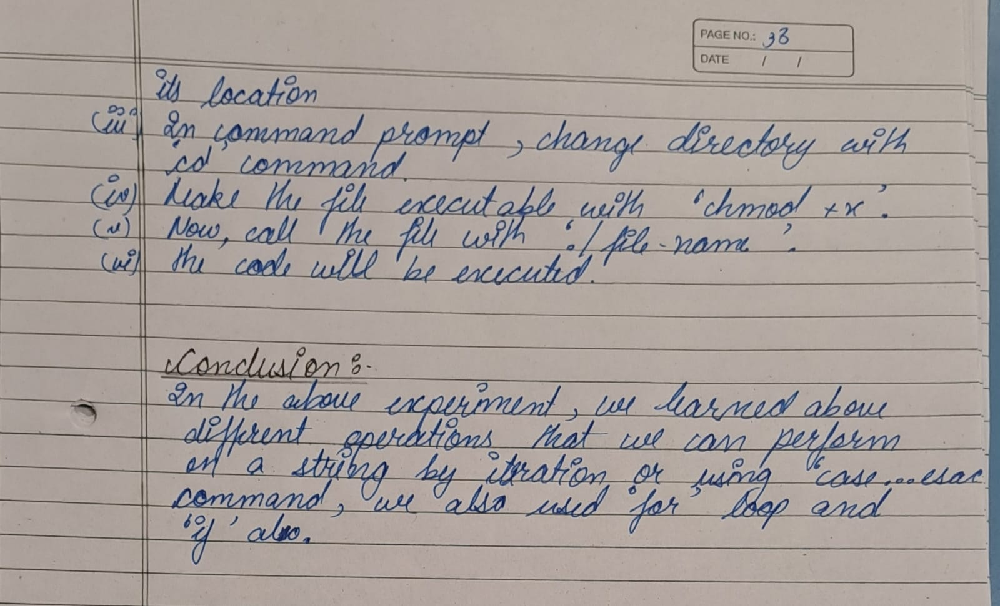 PAGE NO.: 38
DATE / /
its location
(iii) In command prompt, change directory with
'cd' command.
(iv) Make the file executable with 'chmod +x'.
(v) Now, call the file with './file-name'.
(vi) the code will be executed.
Conclusion :-
In the above experiment, we learned above
different operations that we can perform
on a string by itration or using 'case...esac
command, we also used 'for' loop and
'if' also.